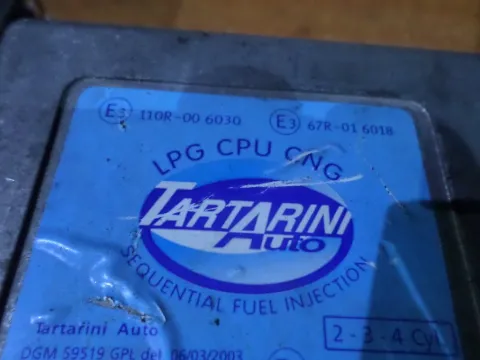 E3 110R-00 6030 E3 67R-01 6018
LPG CPU CNG
TARTARINI
Auto
SEQUENTIAL FUEL INJECTION
Tartarini Auto
2-3-4 Cyl
DGM 59519 GPL del 06/03/2003